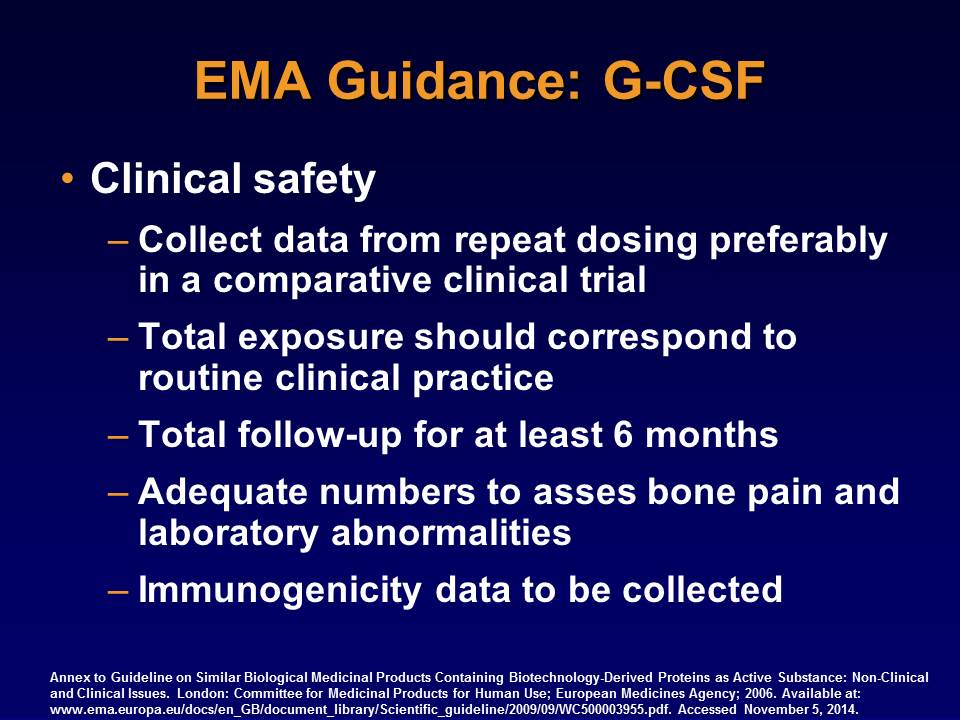 EMA Guidance: G-CSF
• Clinical safety
– Collect data from repeat dosing preferably
in a comparative clinical trial
– Total exposure should correspond to
routine clinical practice
– Total follow-up for at least 6 months
– Adequate numbers to asses bone pain and
laboratory abnormalities
– Immunogenicity data to be collected
Annex to Guideline on Similar Biological Medicinal Products Containing Biotechnology-Derived Proteins as Active Substance: Non-Clinical
and Clinical Issues. London: Committee for Medicinal Products for Human Use; European Medicines Agency; 2006. Available at:
www.ema.europa.eu/docs/en_GB/document_library/Scientific_guideline/2009/09/WC500003955.pdf. Accessed November 5, 2014.